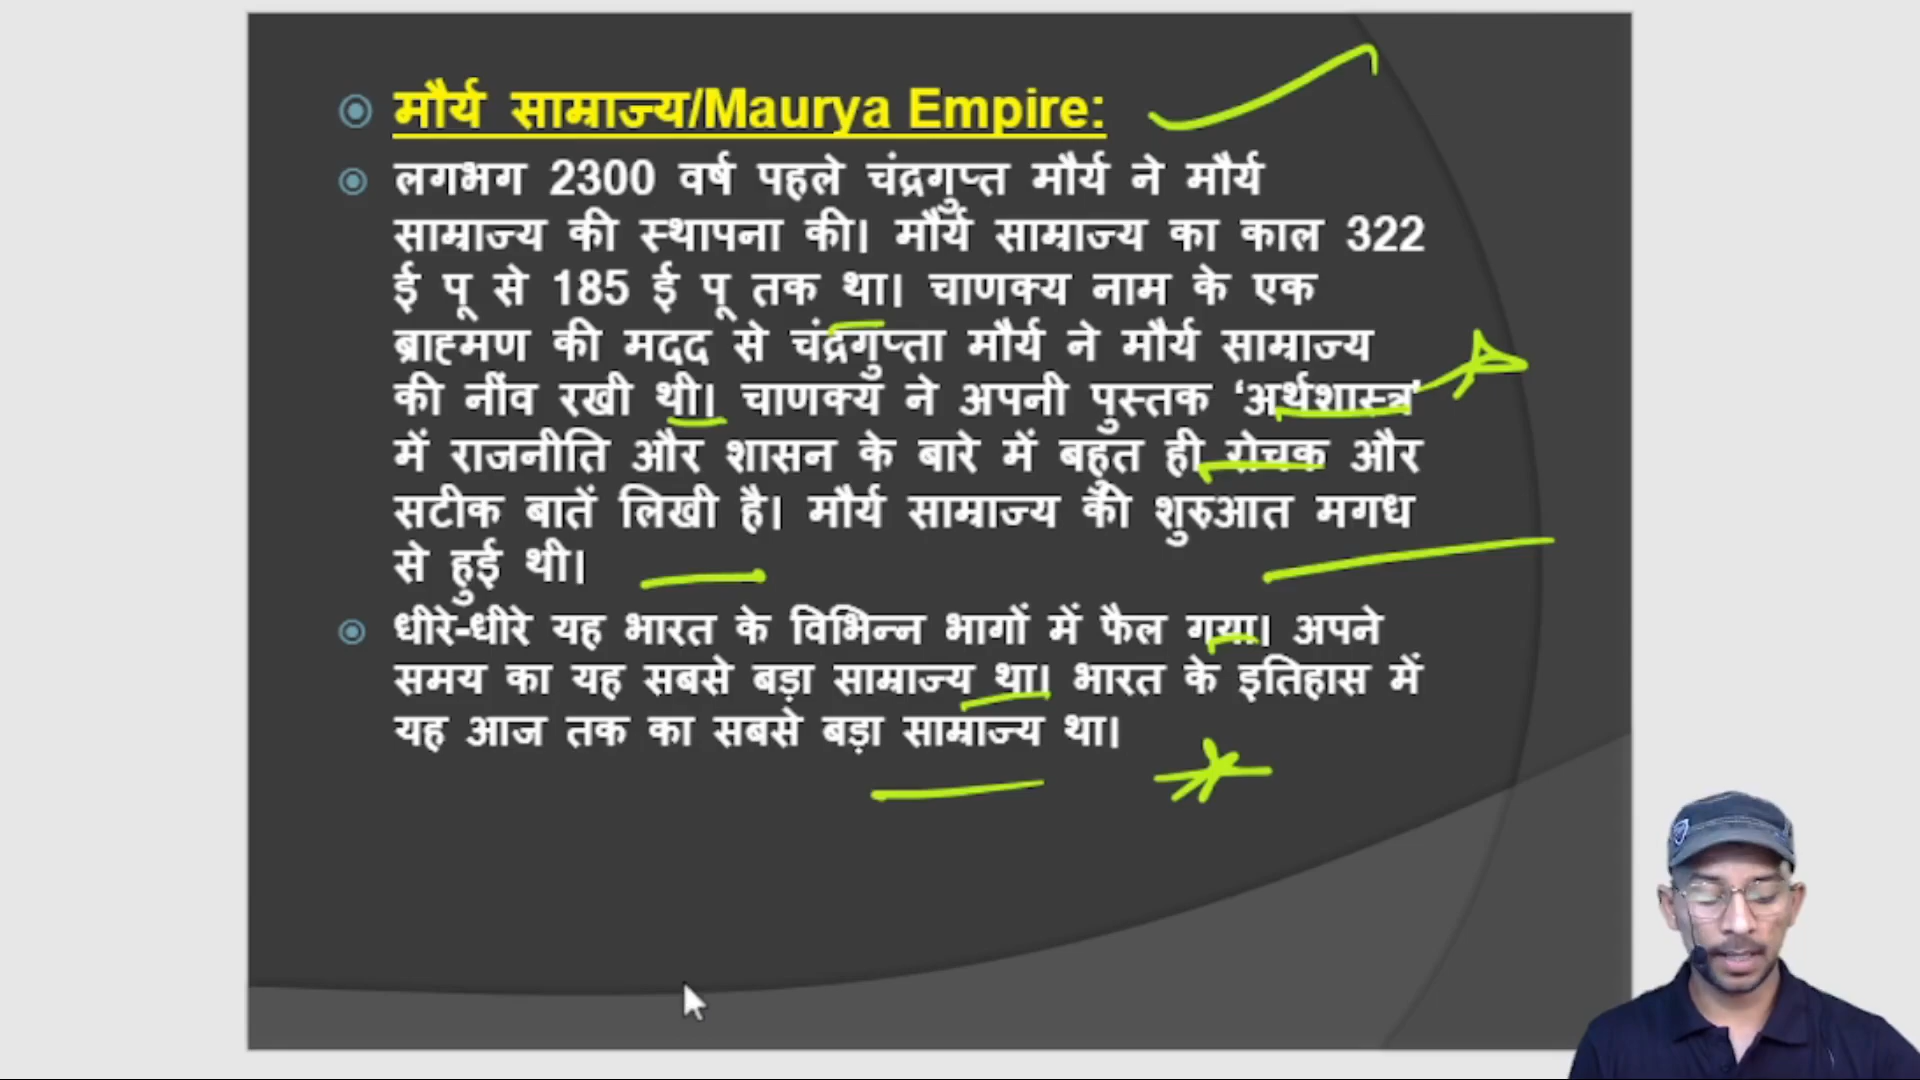 मौर्य साम्राज्य/Maurya Empire:
लगभग 2300 वर्ष पहले चंद्रगुप्त मौर्य ने मौर्य
साम्राज्य की स्थापना की। मौर्य साम्राज्य का काल 322
ई पू से 185 ई पू तक था। चाणक्य नाम के एक
ब्राह्मण की मदद से चंद्रगुप्ता मौर्य ने मौर्य साम्राज्य
की नींव रखी थी। चाणक्य ने अपनी पुस्तक ‘अर्थशास्त्र’
में राजनीति और शासन के बारे में बहुत ही रोचक और
सटीक बातें लिखी है। मौर्य साम्राज्य की शुरुआत मगध
से हुई थी।
धीरे-धीरे यह भारत के विभिन्न भागों में फैल गया। अपने
समय का यह सबसे बड़ा साम्राज्य था। भारत के इतिहास में
यह आज तक का सबसे बड़ा साम्राज्य था।